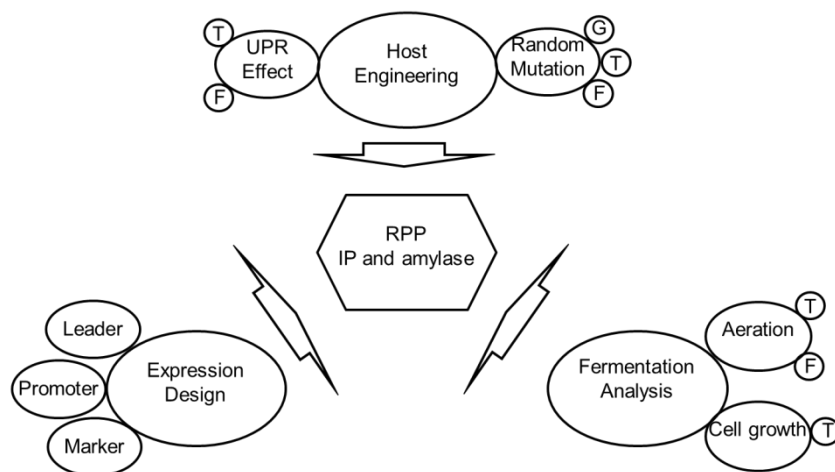 T
UPR
Effect
F
Host
Engineering
Random
Mutation
G
T
F
RPP
IP and amylase
Leader
Promoter
Marker
Expression
Design
Fermentation
Analysis
Aeration
T
F
Cell growth
T